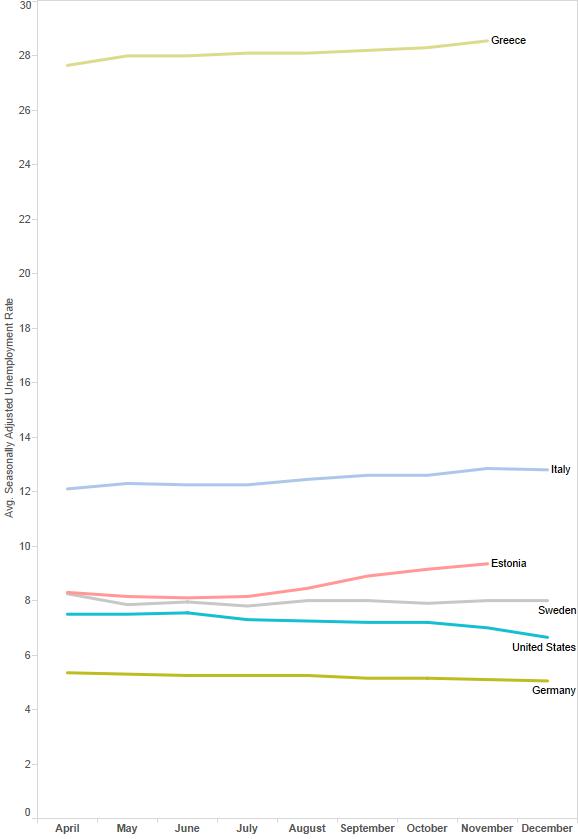 30
28
26
24
22
20
18
16
14
12
10
8
6
4
2
0
Avg. Seasonally Adjusted Unemployment Rate
Greece
Italy
Estonia
Sweden
United States
Germany
April May June July August September October November December